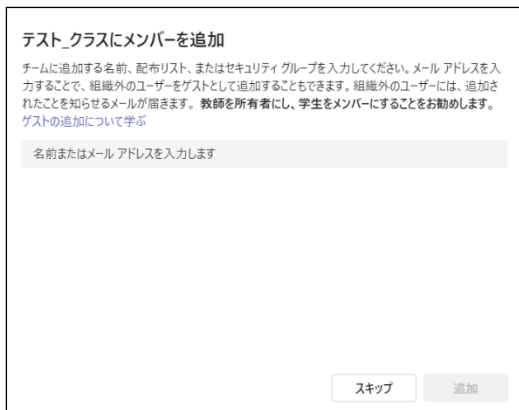 テスト_クラスにメンバーを追加
チームに追加する名前、配布リスト、またはセキュリティ グループを入力してください。メール アドレスを入
力することで、組織外のユーザーをゲストとして追加することもできます。組織外のユーザーには、追加さ
れたことを知らせるメールが届きます。教師を所有者にし、学生をメンバーにすることをお勧めします。
ゲストの追加について学ぶ
名前またはメール アドレスを入力します
スキップ
追加